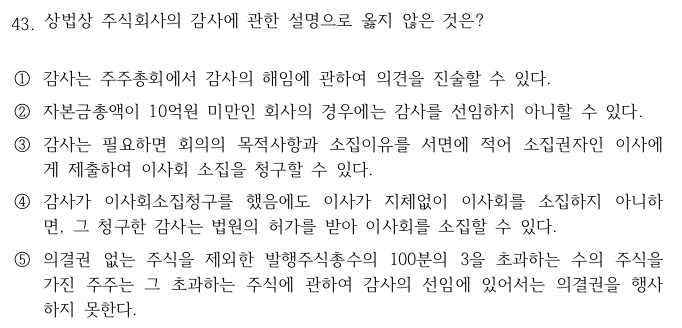 43. 상법상 주식회사의 감사에 관한 설명으로 옳지 않은 것은?
① 감사는 주주총회에서 감사의 해임에 관하여 의견을 진술할 수 있다.
② 자본금총액이 10억원 미만인 회사의 경우에는 감사를 선임하지 아니할 수 있다.
③ 감사는 필요하면 회의의 목적사항과 소집이유를 서면에 적어 소집권자인 이사에
게 제출하여 이사회 소집을 청구할 수 있다.
④ 감사가 이사회소집청구를 했음에도 이사가 지체없이 이사회를 소집하지 아니하
면, 그 청구한 감사는 법원의 허가를 받아 이사회를 소집할 수 있다.
⑤ 의결권 없는 주식을 제외한 발행주식총수의 100분의 3을 초과하는 수의 주식을
가진 주주는 그 초과하는 주식에 관하여 감사의 선임에 있어서는 의결권을 행사
하지 못한다.